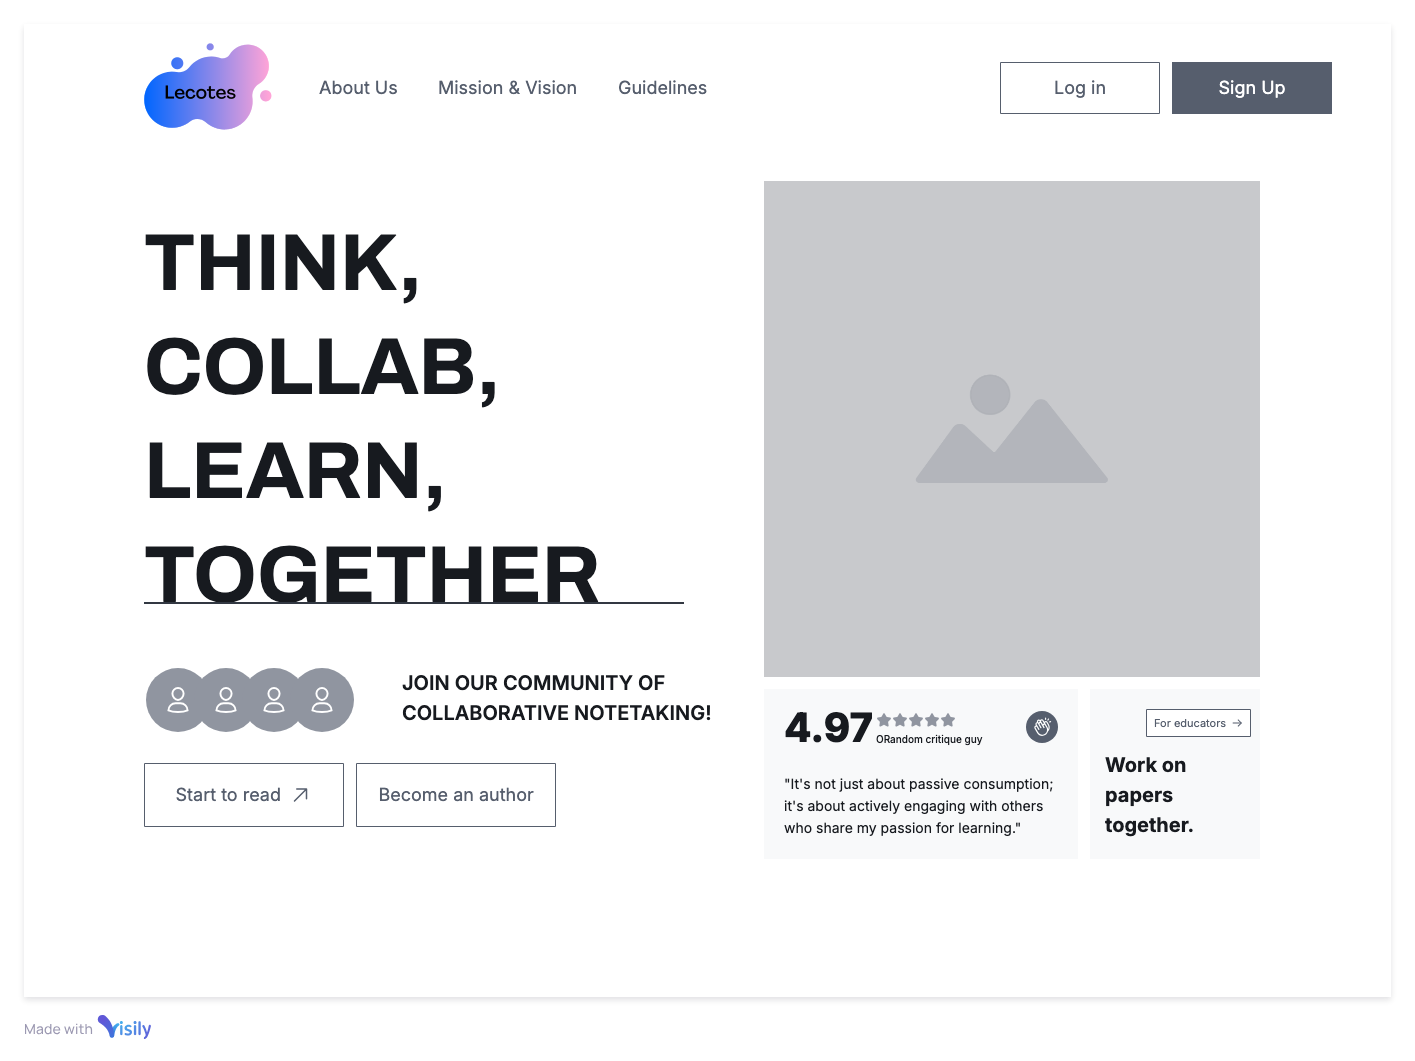 Lecotes
About Us
Mission & Vision
Guidelines
Log in
Sign Up
THINK,
COLLAB,
LEARN,
TOGETHER
JOIN OUR COMMUNITY OF
COLLABORATIVE NOTETAKING!
Start to read
Become an author
4.97
ORandom critique guy
"It's not just about passive consumption;
it's about actively engaging with others
who share my passion for learning."
For educators
Work on
papers
together.
Made with Visily